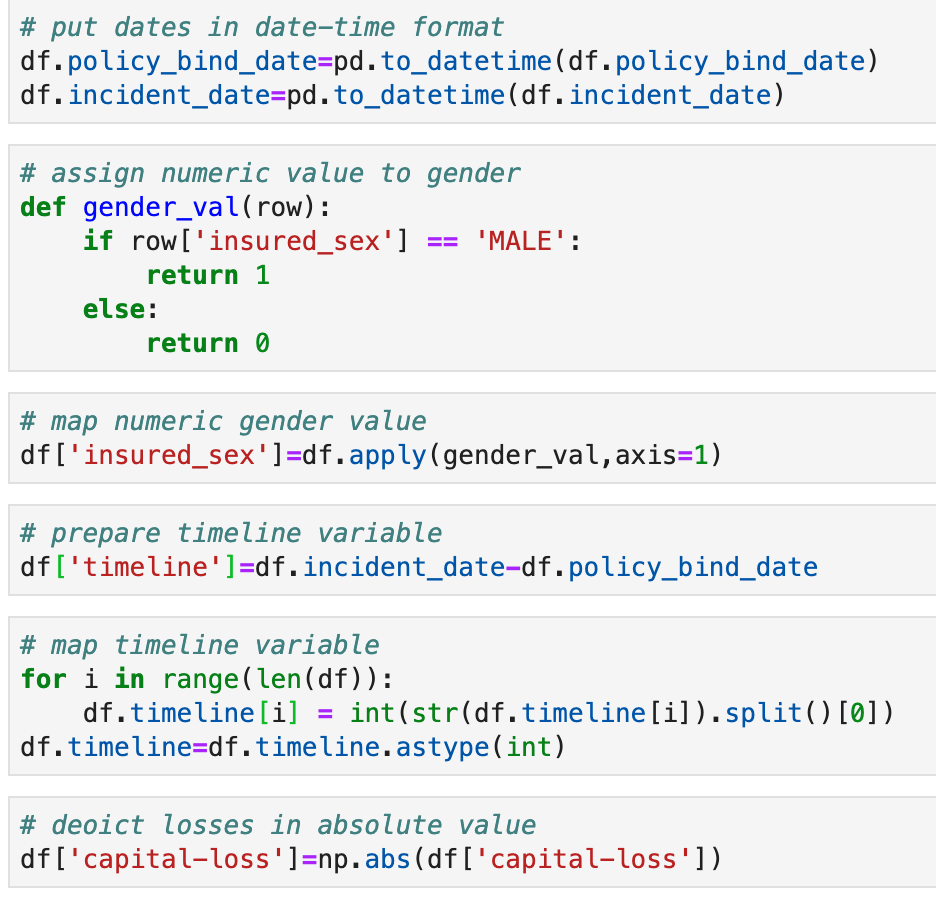 # put dates in date-time format
df.policy_bind_date=pd.to_datetime(df.policy_bind_date)
df.incident_date=pd.to_datetime(df.incident_date)
# assign numeric value to gender
def gender_val(row):
    if row['insured_sex'] == 'MALE':
        return 1
    else:
        return 0
# map numeric gender value
df['insured_sex']=df.apply(gender_val,axis=1)
# prepare timeline variable
df['timeline']=df.incident_date-df.policy_bind_date
# map timeline variable
for i in range(len(df)):
    df.timeline[i] = int(str(df.timeline[i]).split()[0])
df.timeline=df.timeline.astype(int)
# deoict losses in absolute value
df['capital-loss']=np.abs(df['capital-loss'])